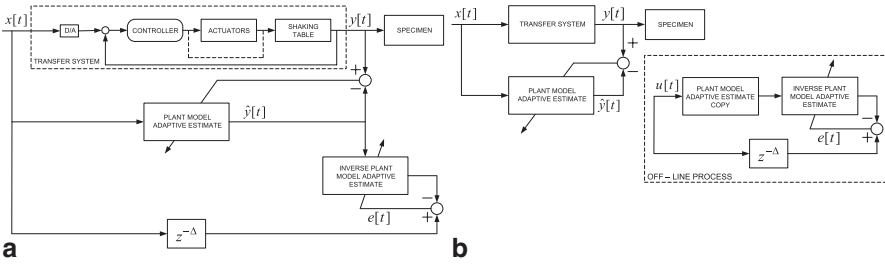 x[t]
D/A
CONTROLLER
ACTUATORS
SHAKING
TABLE
y[t]
SPECIMEN
TRANSFER SYSTEM
+
−
PLANT MODEL
ADAPTIVE ESTIMATE
ŷ[t]
INVERSE PLANT
MODEL ADAPTIVE
ESTIMATE
−
+
e[t]
z^{−Δ}
a
x[t]
TRANSFER SYSTEM
y[t]
SPECIMEN
+
−
PLANT MODEL
ADAPTIVE ESTIMATE
ŷ[t]
u[t]
PLANT MODEL
ADAPTIVE ESTIMATE
COPY
INVERSE PLANT
MODEL ADAPTIVE
ESTIMATE
−
+
e[t]
z^{−Δ}
OFF – LINE PROCESS
b